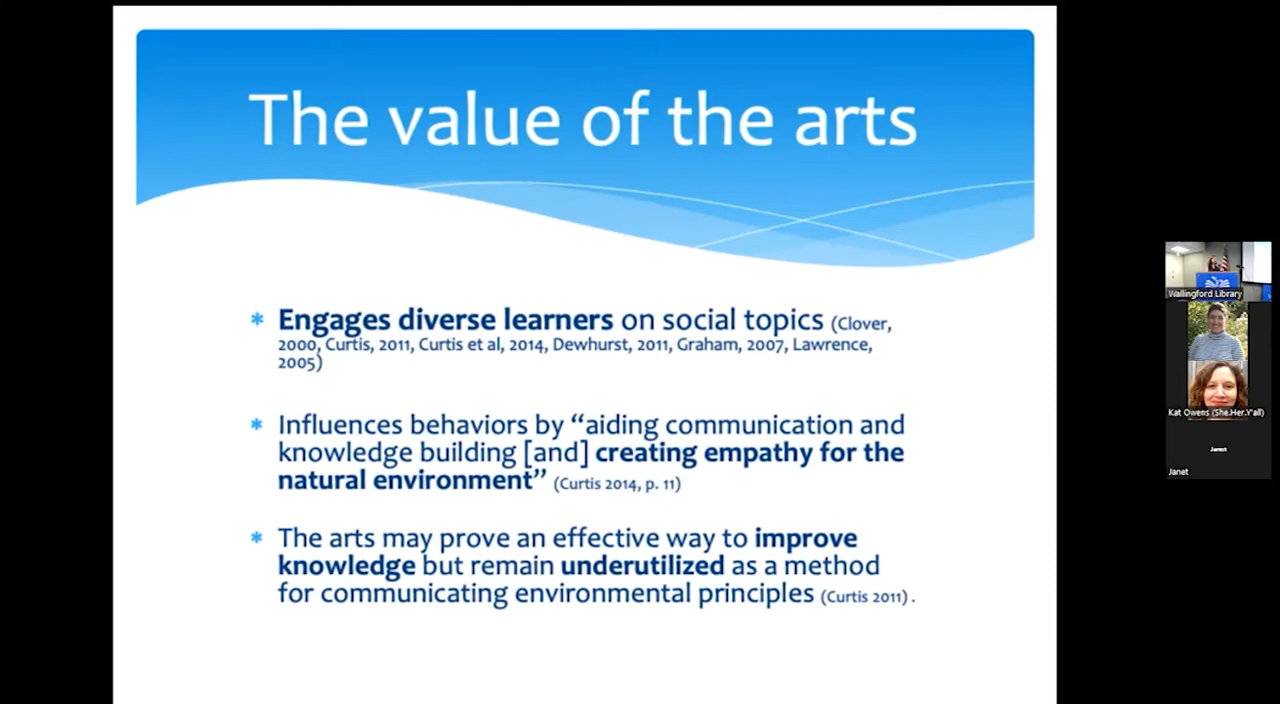 The value of the arts
* Engages diverse learners on social topics (Clover,
2000, Curtis, 2011, Curtis et al, 2014, Dewhurst, 2011, Graham, 2007, Lawrence,
2005)
* Influences behaviors by “aiding communication and
knowledge building [and] creating empathy for the
natural environment” (Curtis 2014, p. 11)
* The arts may prove an effective way to improve
knowledge but remain underutilized as a method
for communicating environmental principles (Curtis 2011) .
Wallingford Library
Kat Owens (She.Her.Y'all)
Janet
Janet